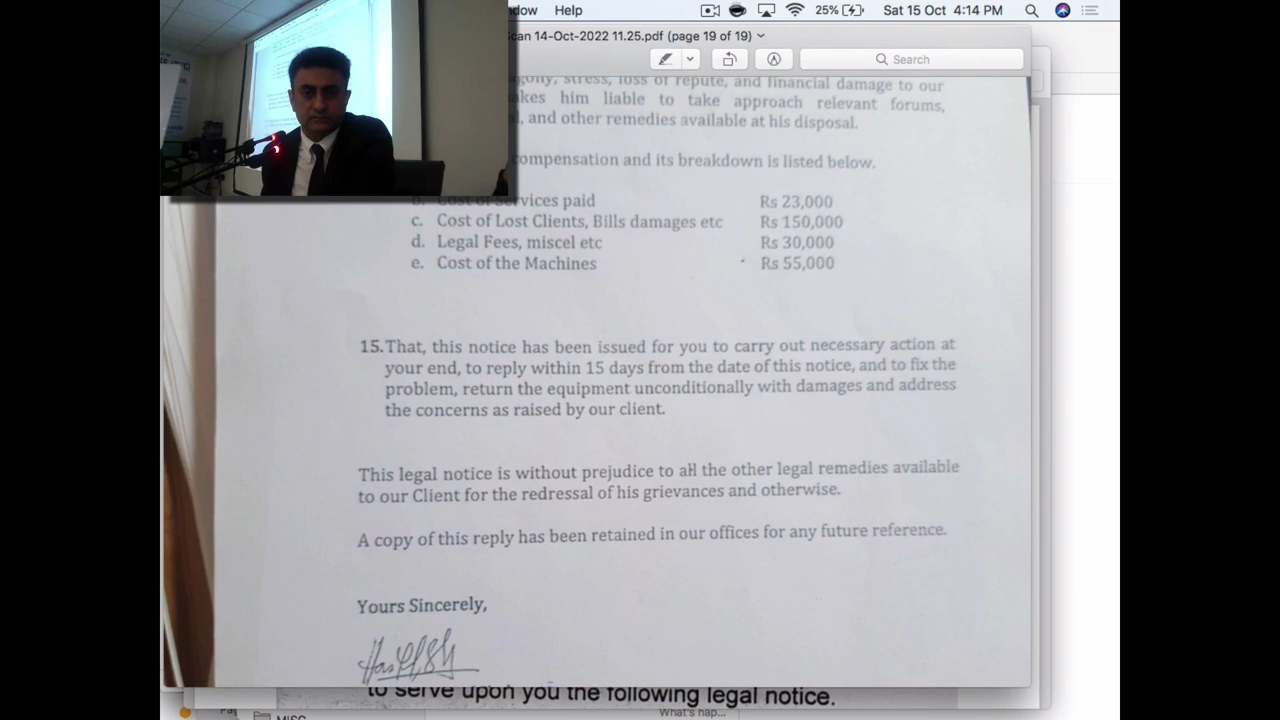 Help
25%
Sat 15 Oct 4:14 PM
14-Oct-2022 11.25.pdf (page 19 of 19)
Search
stress, loss of repute, and financial damage to our
him liable to take approach relevant forums,
and other remedies available at his disposal.
compensation and its breakdown is listed below.
Cost of Services paid Rs 23,000
c. Cost of Lost Clients, Bills damages etc Rs 150,000
d. Legal Fees, miscel etc Rs 30,000
e. Cost of the Machines Rs 55,000
15. That, this notice has been issued for you to carry out necessary action at
your end, to reply within 15 days from the date of this notice, and to fix the
problem, return the equipment unconditionally with damages and address
the concerns as raised by our client.
This legal notice is without prejudice to all the other legal remedies available
to our Client for the redressal of his grievances and otherwise.
A copy of this reply has been retained in our offices for any future reference.
Yours Sincerely,
to serve upon you the following legal notice.
MISC
What's hap...